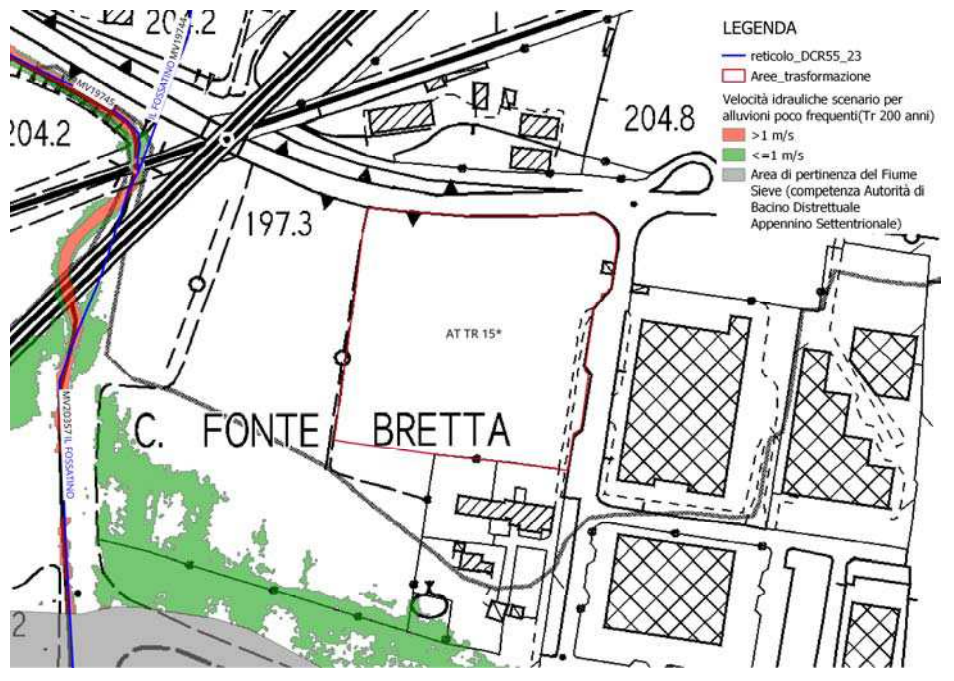 204.2
IL FOSSATINO MV19744
MV19745
204.2
204.8
197.3
AT TR 15*
C. FONTE BRETTA
MV20357 IL FOSSATINO
2
LEGENDA
reticolo_DCR55_23
Aree_trasformazione
Velocità idrauliche scenario per
alluvioni poco frequenti(Tr 200 anni)
>1 m/s
<=1 m/s
Area di pertinenza del Fiume
Sieve (competenza Autorità di
Bacino Distrettuale
Appennino Settentrionale)